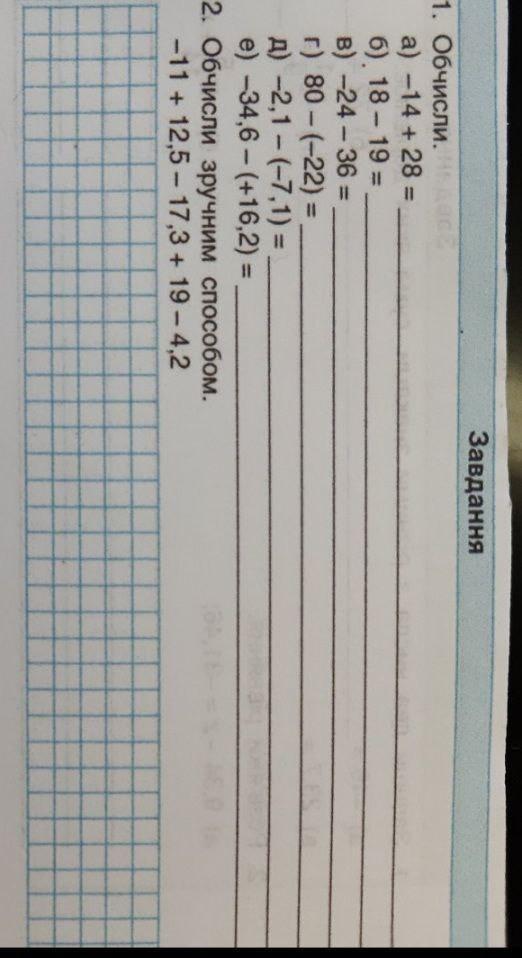 Завдання
1. Обчисли.
а) –14 + 28 =
б) 18 – 19 =
в) –24 – 36 =
г) 80 – (–22) =
д) –2,1 – (–7,1) =
е) –34,6 – (+16,2) =
2. Обчисли зручним способом.
–11 + 12,5 – 17,3 + 19 – 4,2